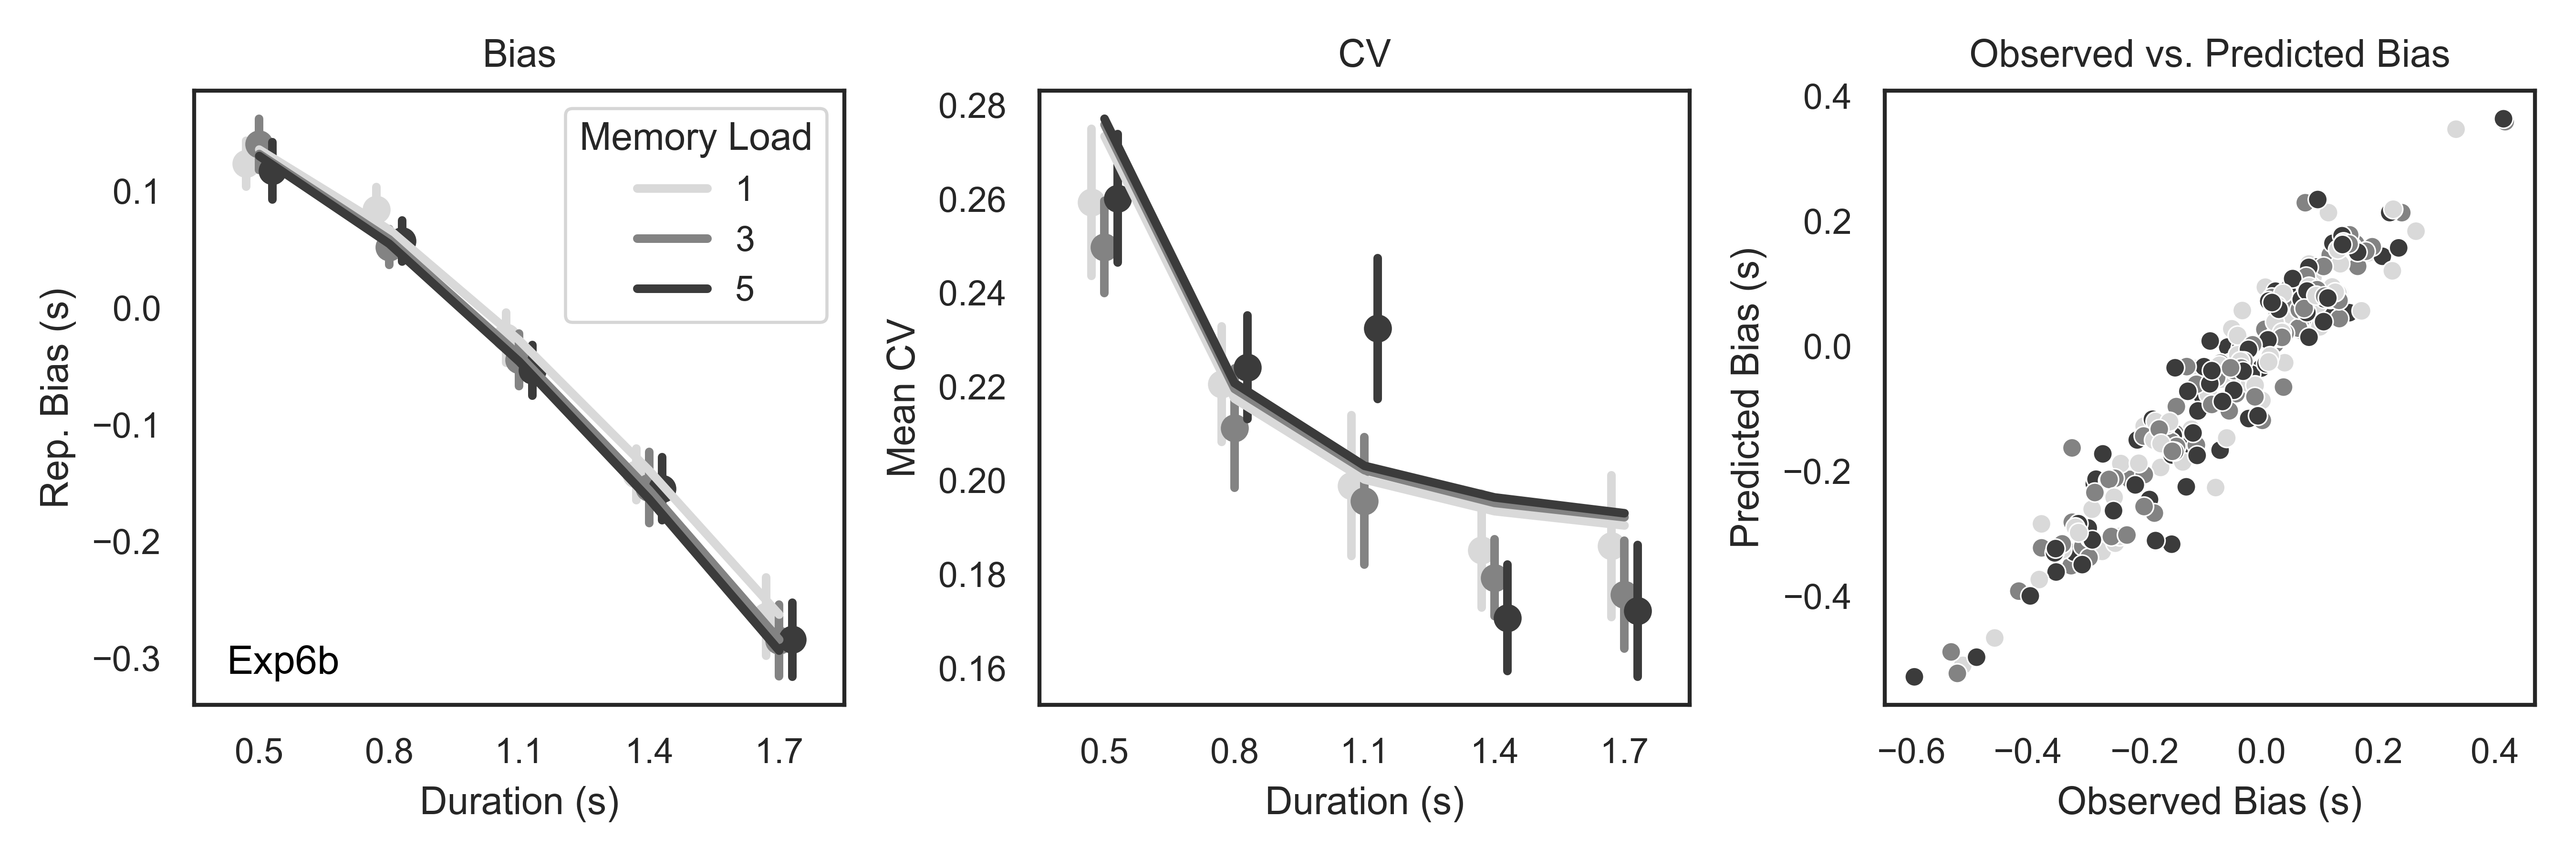 Bias
Rep. Bias (s)
0.1
0.0
−0.1
−0.2
−0.3
Memory Load
1
3
5
Exp6b
0.5 0.8 1.1 1.4 1.7
Duration (s)
CV
Mean CV
0.28
0.26
0.24
0.22
0.20
0.18
0.16
0.5 0.8 1.1 1.4 1.7
Duration (s)
Observed vs. Predicted Bias
Predicted Bias (s)
0.4
0.2
0.0
−0.2
−0.4
−0.6 −0.4 −0.2 0.0 0.2 0.4
Observed Bias (s)